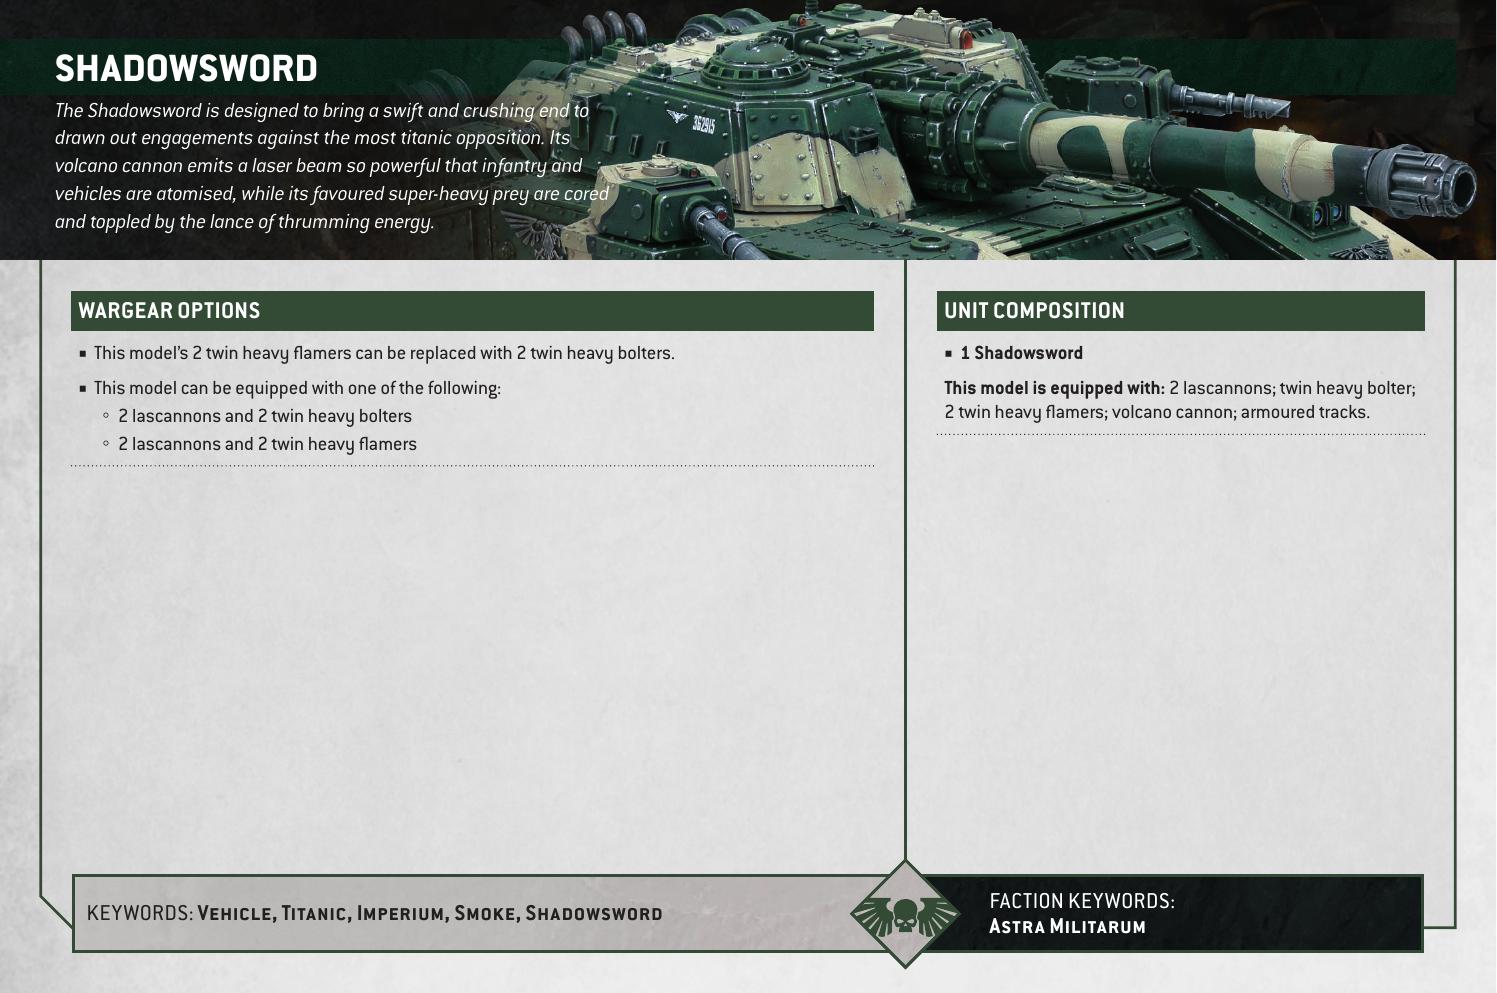 SHADOWSWORD
The Shadowsword is designed to bring a swift and crushing end to
drawn out engagements against the most titanic opposition. Its
volcano cannon emits a laser beam so powerful that infantry and
vehicles are atomised, while its favoured super-heavy prey are cored
and toppled by the lance of thrumming energy.
362915
WARGEAR OPTIONS
▪ This model’s 2 twin heavy flamers can be replaced with 2 twin heavy bolters.
▪ This model can be equipped with one of the following:
◦ 2 lascannons and 2 twin heavy bolters
◦ 2 lascannons and 2 twin heavy flamers
UNIT COMPOSITION
▪ 1 Shadowsword
This model is equipped with: 2 lascannons; twin heavy bolter;
2 twin heavy flamers; volcano cannon; armoured tracks.
KEYWORDS: Vehicle, Titanic, Imperium, Smoke, Shadowsword
FACTION KEYWORDS:
Astra Militarum